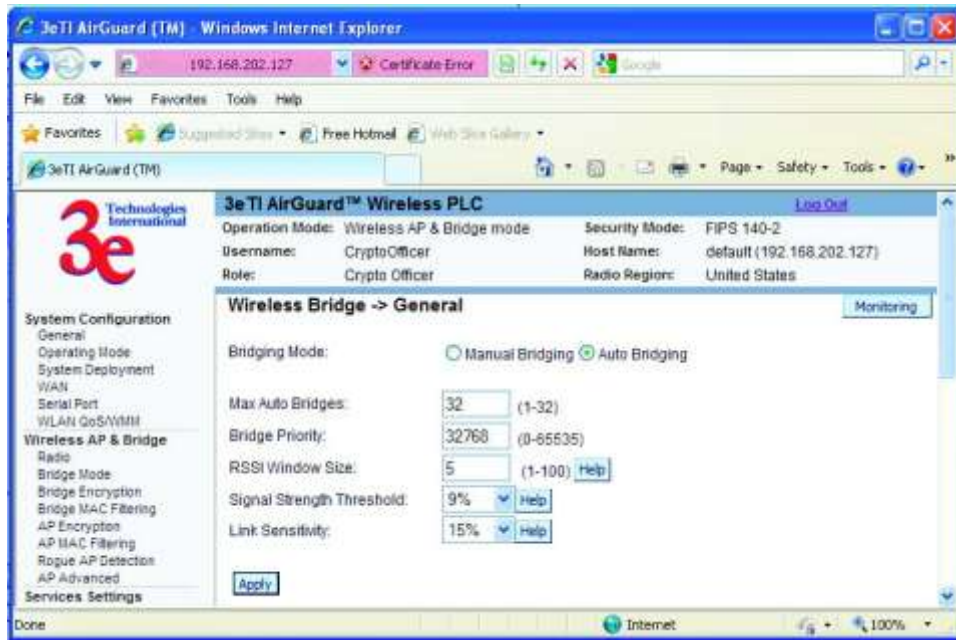 3eTI AirGuard (TM) - Windows Internet Explorer
192.168.202.127 Certificate Error Google
File Edit View Favorites Tools Help
Favorites Suggested Sites Free Hotmail Web Slice Gallery
3eTI AirGuard (TM) Page Safety Tools
3e Technologies International
3eTI AirGuard™ Wireless PLC Log Out
Operation Mode: Wireless AP & Bridge mode Security Mode: FIPS 140-2
Username: CryptoOfficer Host Name: default (192.168.202.127)
Role: Crypto Officer Radio Region: United States
System Configuration
General
Operating Mode
System Deployment
WAN
Serial Port
WLAN QoS/WMM
Wireless AP & Bridge
Radio
Bridge Mode
Bridge Encryption
Bridge MAC Filtering
AP Encryption
AP MAC Filtering
Rogue AP Detection
AP Advanced
Services Settings
Wireless Bridge -> General Monitoring
Bridging Mode: Manual Bridging Auto Bridging
Max Auto Bridges: 32 (1-32)
Bridge Priority: 32768 (0-65535)
RSSI Window Size: 5 (1-100) Help
Signal Strength Threshold: 9% Help
Link Sensitivity: 15% Help
Apply
Done Internet 100%